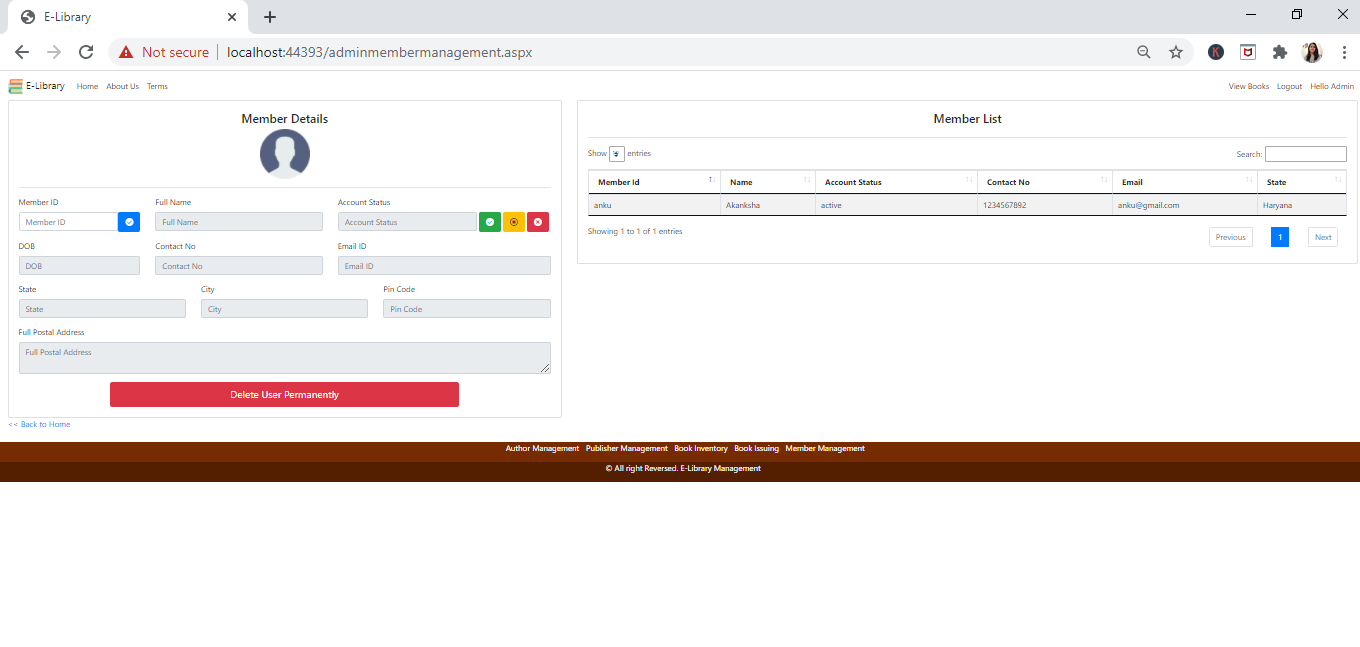 E-Library
Not secure localhost:44393/adminmembermanagement.aspx
E-Library Home About Us Terms View Books Logout Hello Admin
Member Details
Member ID Full Name Account Status
Member ID Full Name Account Status
DOB Contact No Email ID
DOB Contact No Email ID
State City Pin Code
State City Pin Code
Full Postal Address
Full Postal Address
Delete User Permanently
<< Back to Home
Member List
Show entries Search:
Member Id Name Account Status Contact No Email State
anku Akanksha active 1234567892 anku@gmail.com Haryana
Showing 1 to 1 of 1 entries Previous 1 Next
Author Management Publisher Management Book Inventory Book Issuing Member Management
© All right Reversed. E-Library Management